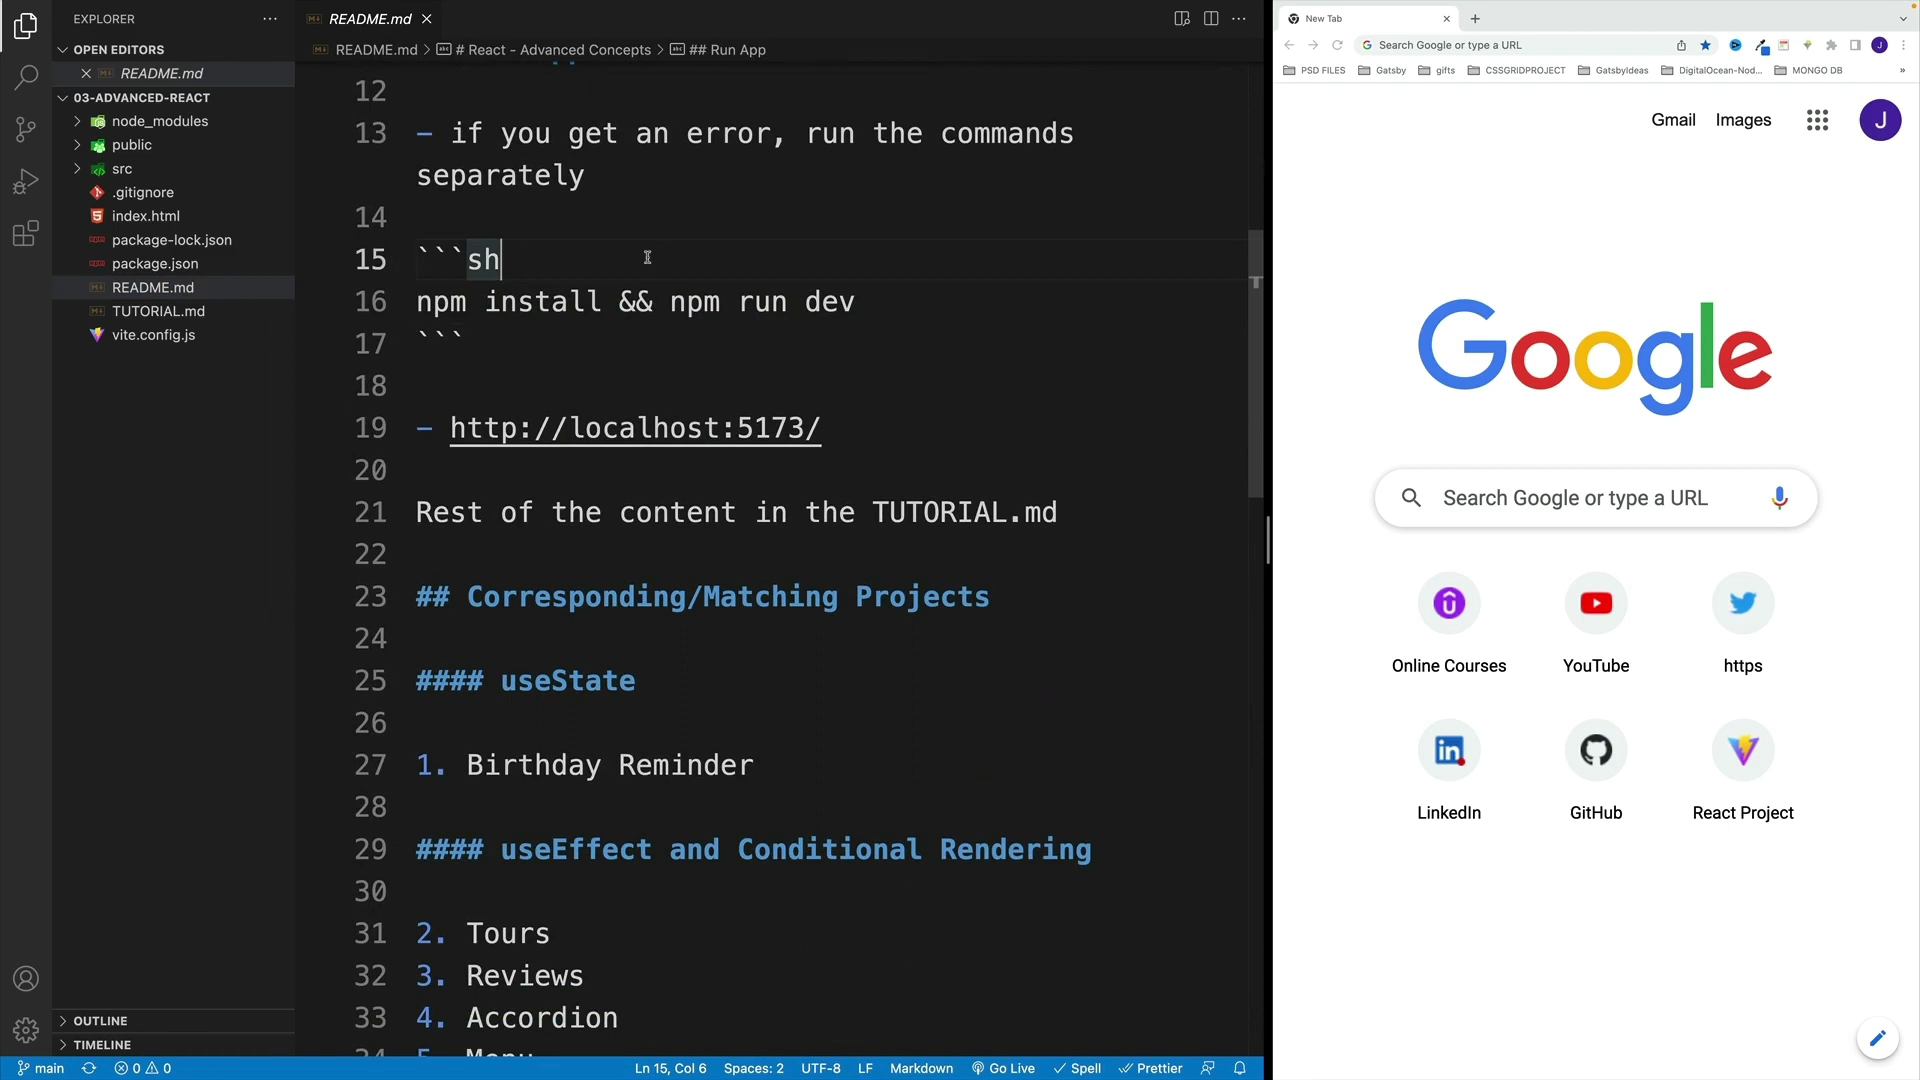 EXPLORER
OPEN EDITORS
README.md
03-ADVANCED-REACT
node_modules
public
src
.gitignore
index.html
package-lock.json
package.json
README.md
TUTORIAL.md
vite.config.js
OUTLINE
TIMELINE
README.md
README.md > # React - Advanced Concepts > ## Run App
12
13 - if you get an error, run the commands
separately
14
15 ```sh
16 npm install && npm run dev
17 ```
18
19 - http://localhost:5173/
20
21 Rest of the content in the TUTORIAL.md
22
23 ## Corresponding/Matching Projects
24
25 #### useState
26
27 1. Birthday Reminder
28
29 #### useEffect and Conditional Rendering
30
31 2. Tours
32 3. Reviews
33 4. Accordion
34 5. Menu
main 0 0 Ln 15, Col 6 Spaces: 2 UTF-8 LF Markdown Go Live Spell Prettier
New Tab
Search Google or type a URL
PSD FILES Gatsby gifts CSSGRIDPROJECT GatsbyIdeas DigitalOcean-Nod... MONGO DB »
Gmail Images J
Google
Search Google or type a URL
Online Courses YouTube https
LinkedIn GitHub React Project